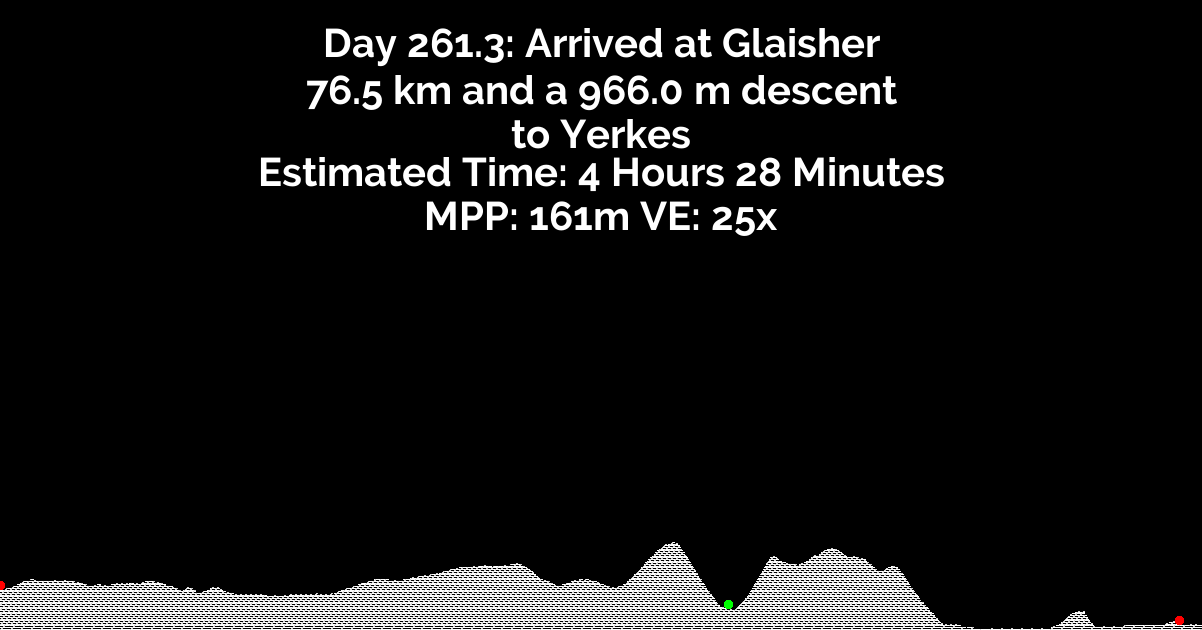 Day 261.3: Arrived at Glaisher
76.5 km and a 966.0 m descent
to Yerkes
Estimated Time: 4 Hours 28 Minutes
MPP: 161m VE: 25x